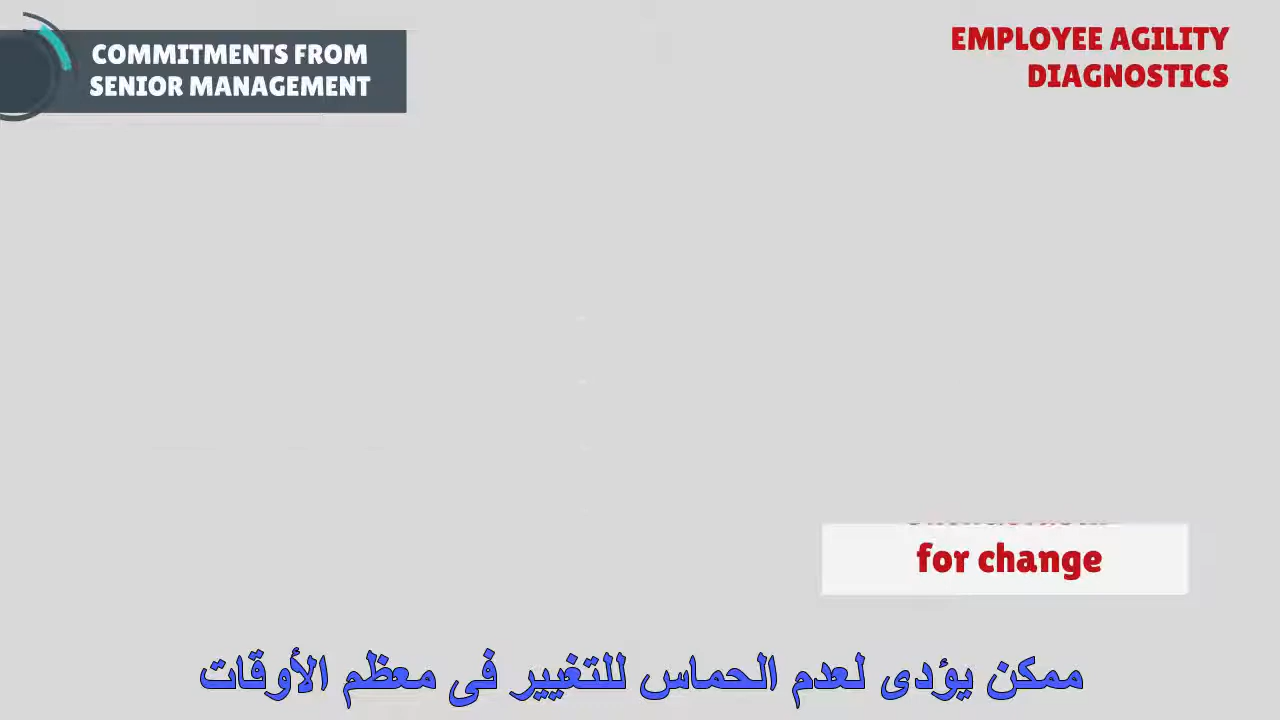 COMMITMENTS FROM
SENIOR MANAGEMENT
EMPLOYEE AGILITY
DIAGNOSTICS
for change
ممكن يؤدى لعدم الحماس للتغيير فى معظم الأوقات